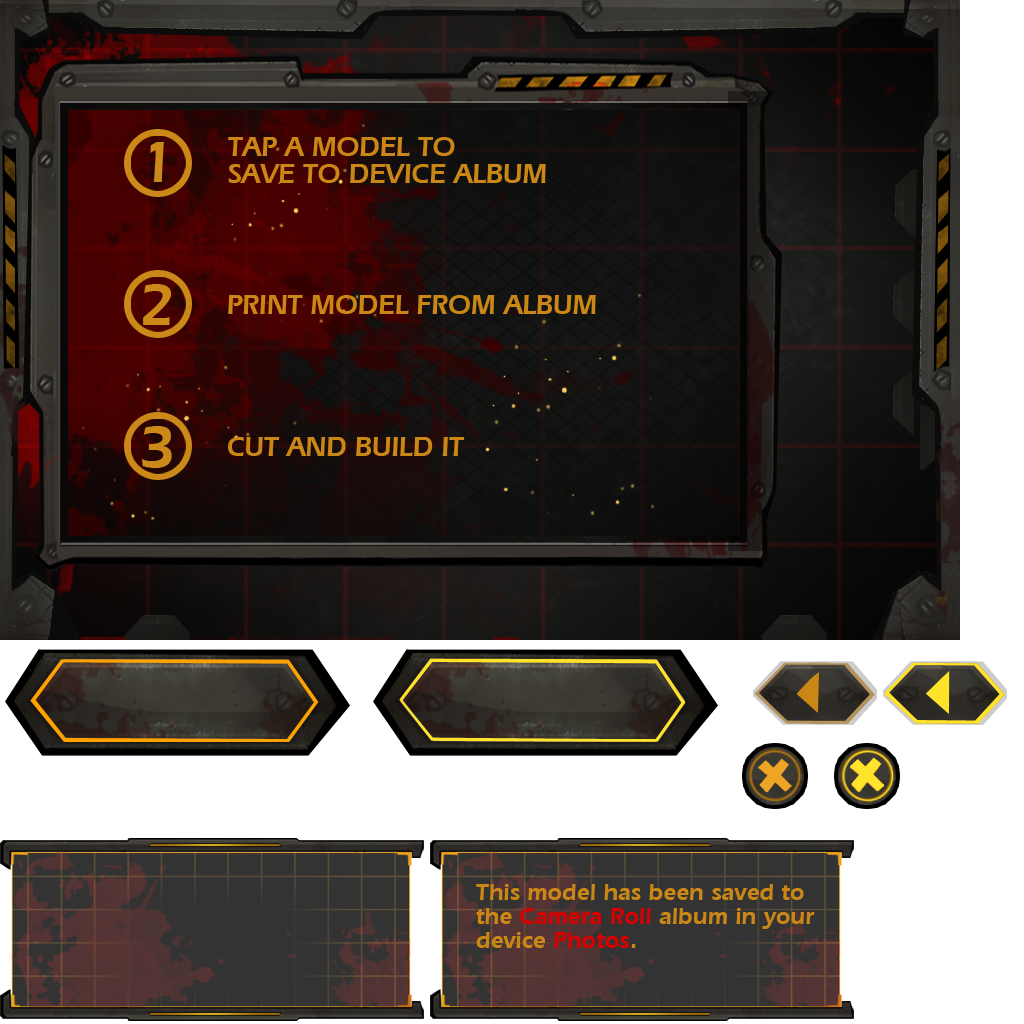 1 TAP A MODEL TO
SAVE TO DEVICE ALBUM
2 PRINT MODEL FROM ALBUM
3 CUT AND BUILD IT
This model has been saved to
the Camera Roll album in your
device Photos.